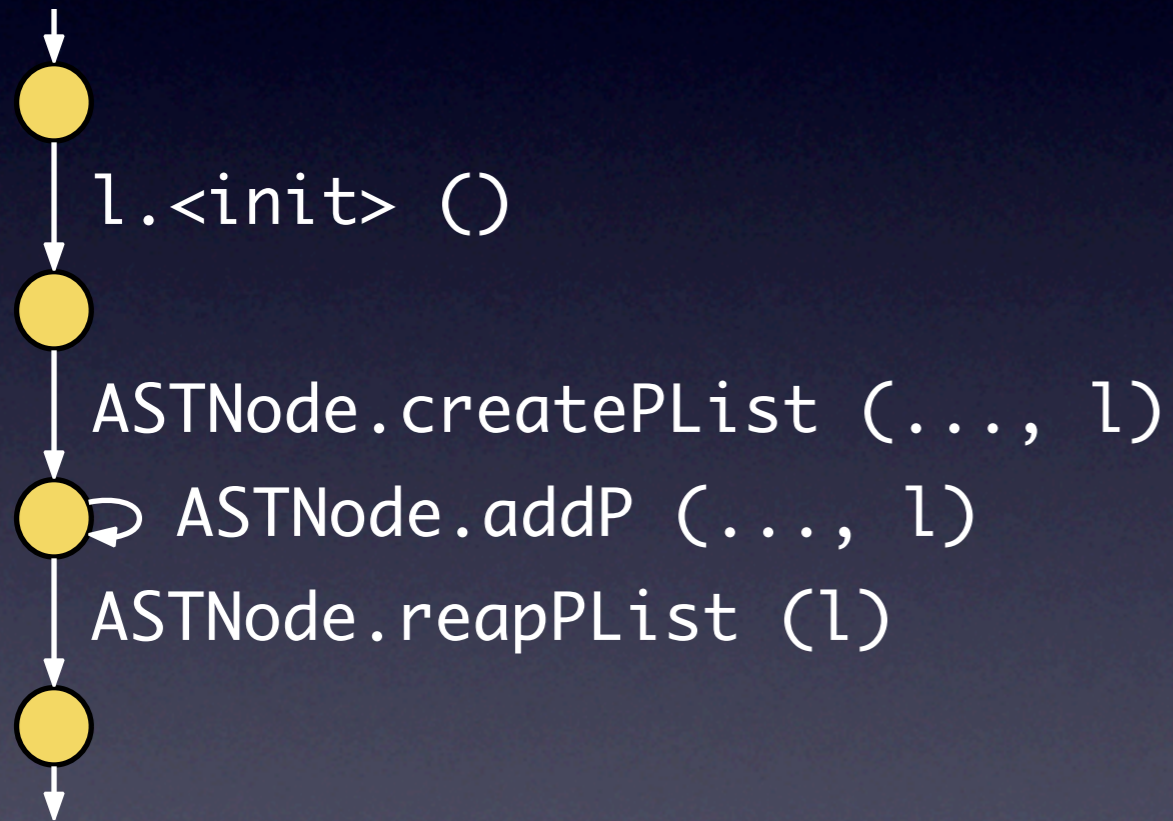 l.<init> ()
ASTNode.createPList (..., l)
ASTNode.addP (..., l)
ASTNode.reapPList (l)